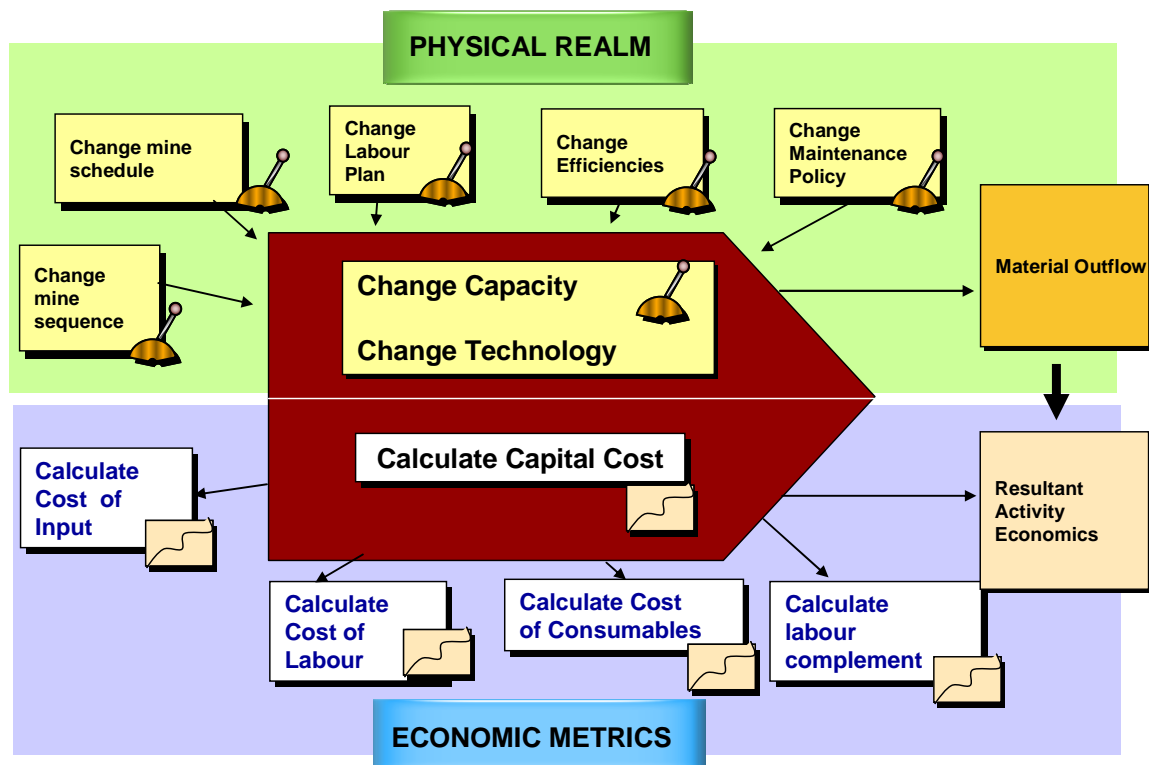 PHYSICAL REALM
Change mine
schedule
Change
Labour
Plan
Change
Efficiencies
Change
Maintenance
Policy
Change
mine
sequence
Change Capacity
Change Technology
Material Outflow
Calculate Capital Cost
Calculate
Cost of
Input
Resultant
Activity
Economics
Calculate
Cost of
Labour
Calculate Cost
of Consumables
Calculate
labour
complement
ECONOMIC METRICS